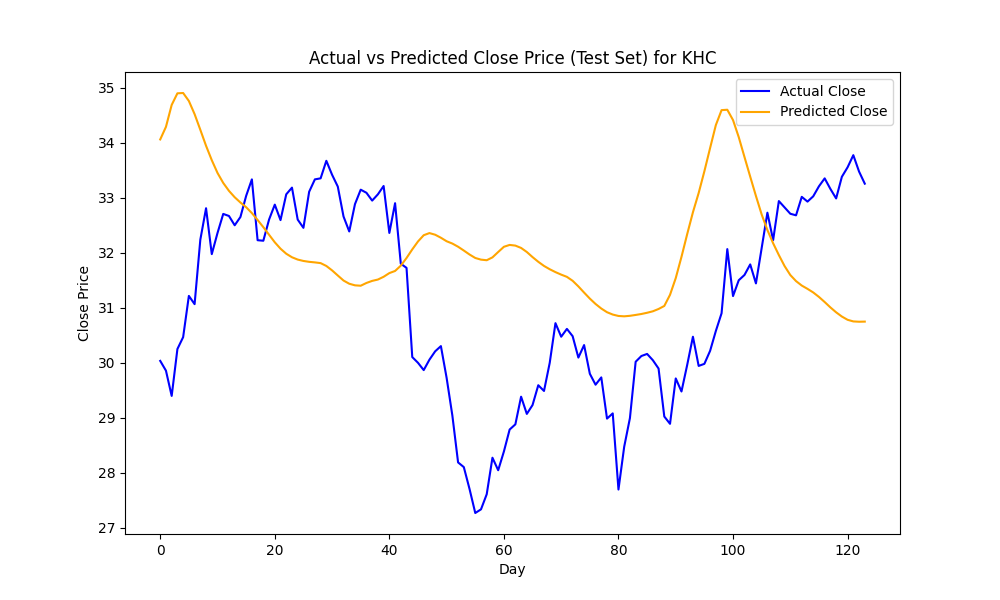 Actual vs Predicted Close Price (Test Set) for KHC
Actual Close
Predicted Close
Close Price
35
34
33
32
31
30
29
28
27
0 20 40 60 80 100 120
Day